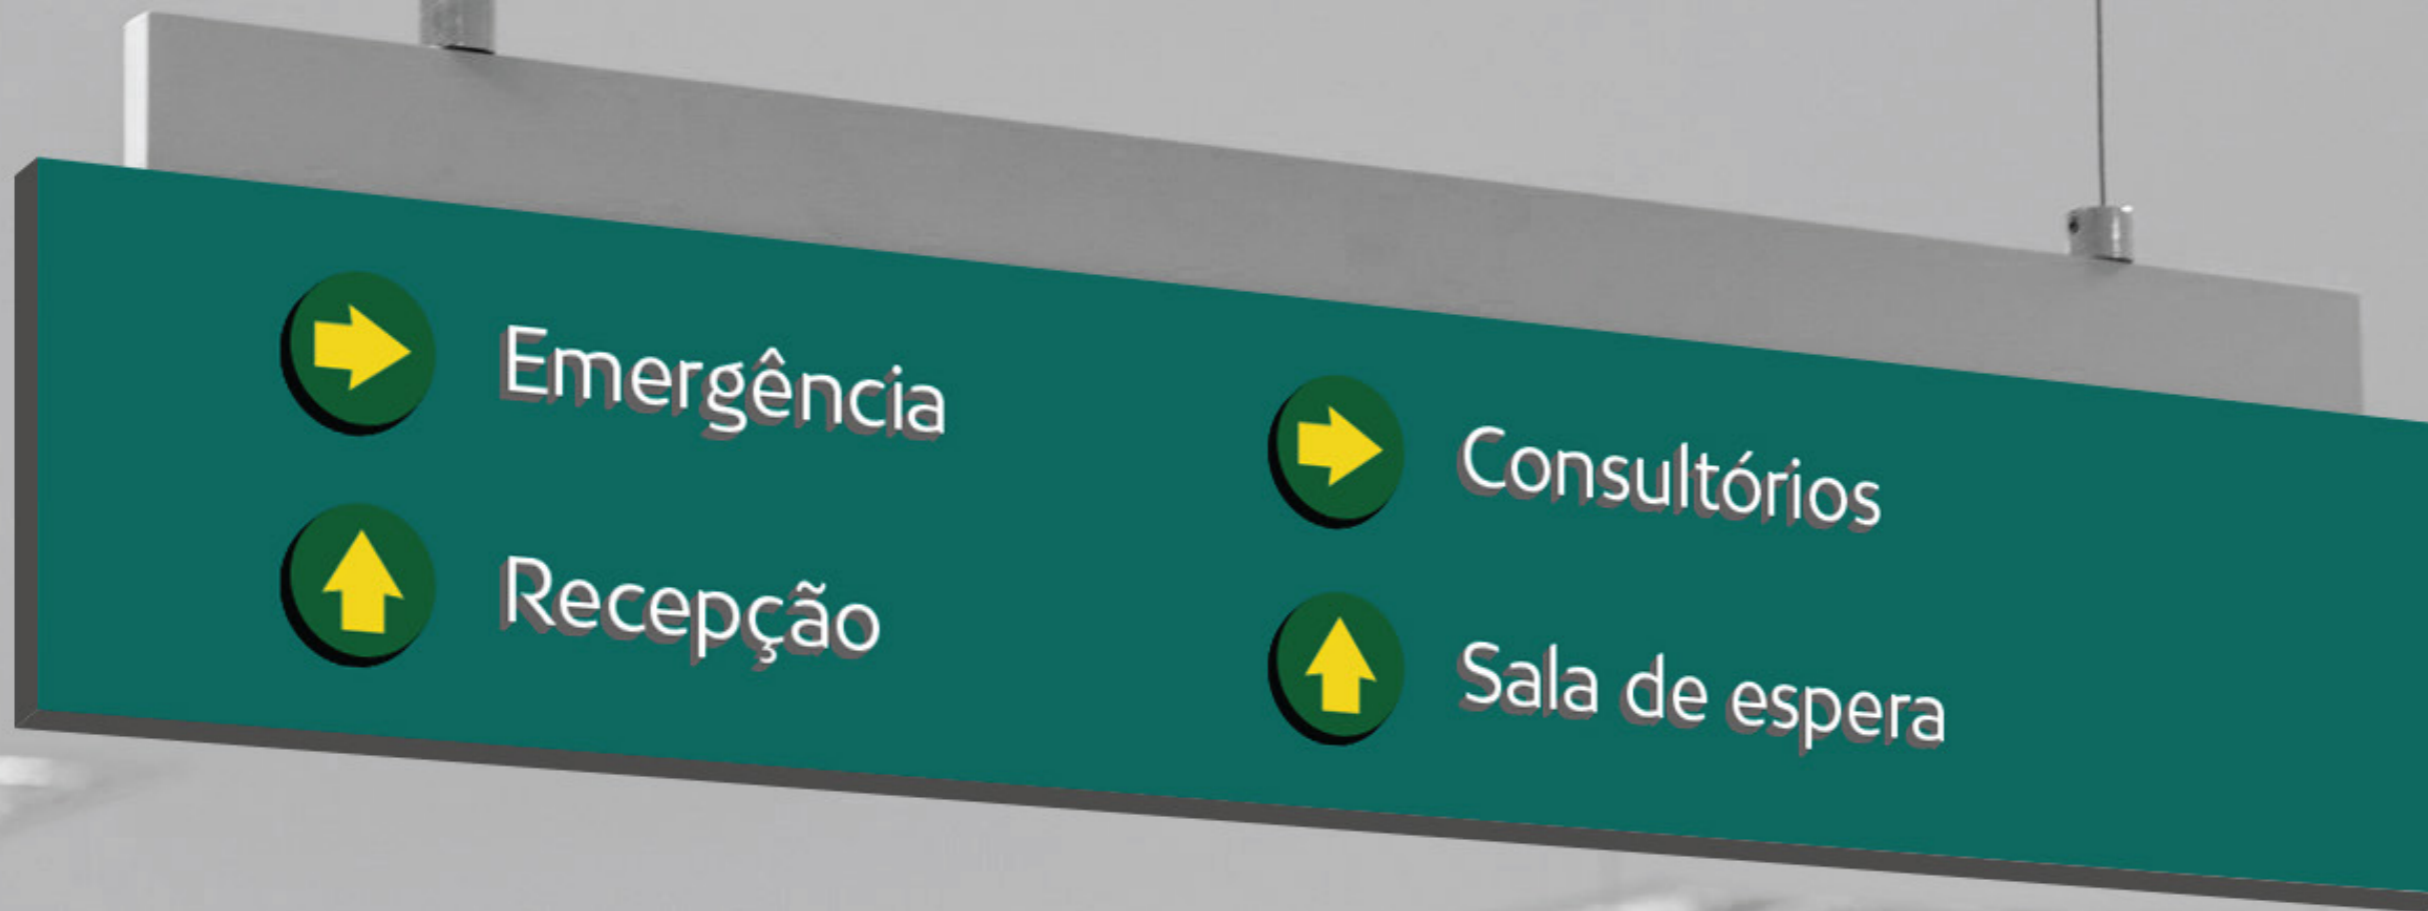 Emergência
Recepção
Consultórios
Sala de espera